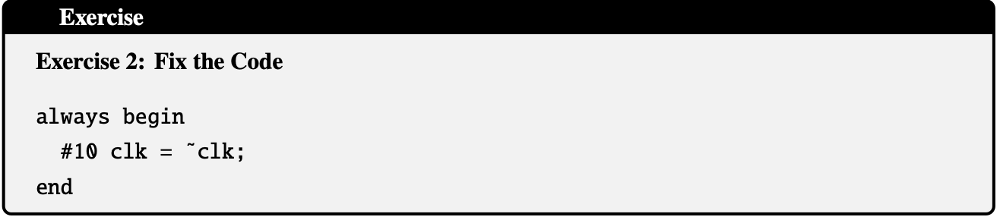 Exercise
Exercise 2: Fix the Code
always begin
#10 clk = ˜clk;
end